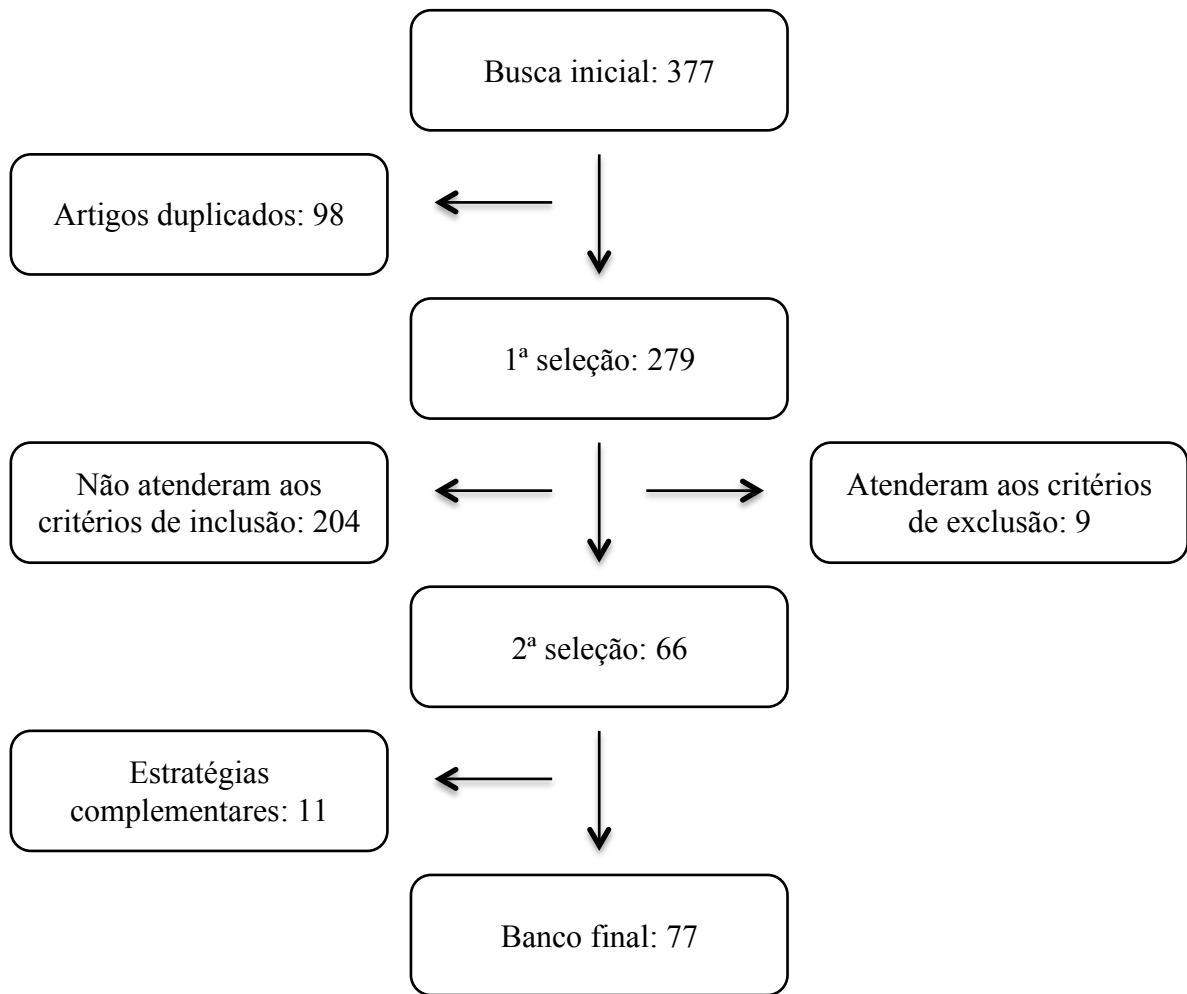 Busca inicial: 377
Artigos duplicados: 98
1ª seleção: 279
Não atenderam aos
critérios de inclusão: 204
Atenderam aos critérios
de exclusão: 9
2ª seleção: 66
Estratégias
complementares: 11
Banco final: 77